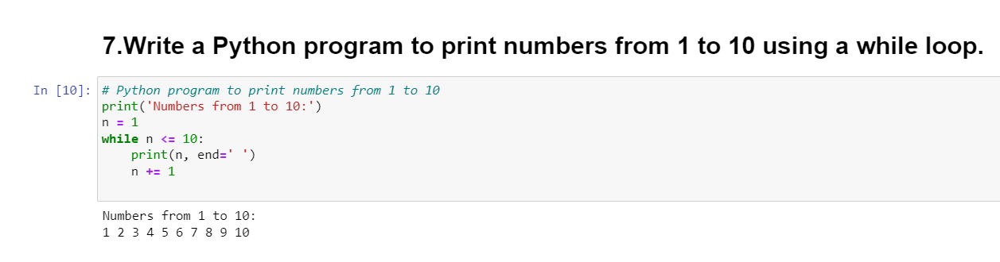 7.Write a Python program to print numbers from 1 to 10 using a while loop.
In [10]: # Python program to print numbers from 1 to 10
print('Numbers from 1 to 10:')
n = 1
while n <= 10:
    print(n, end=' ')
    n += 1
Numbers from 1 to 10:
1 2 3 4 5 6 7 8 9 10